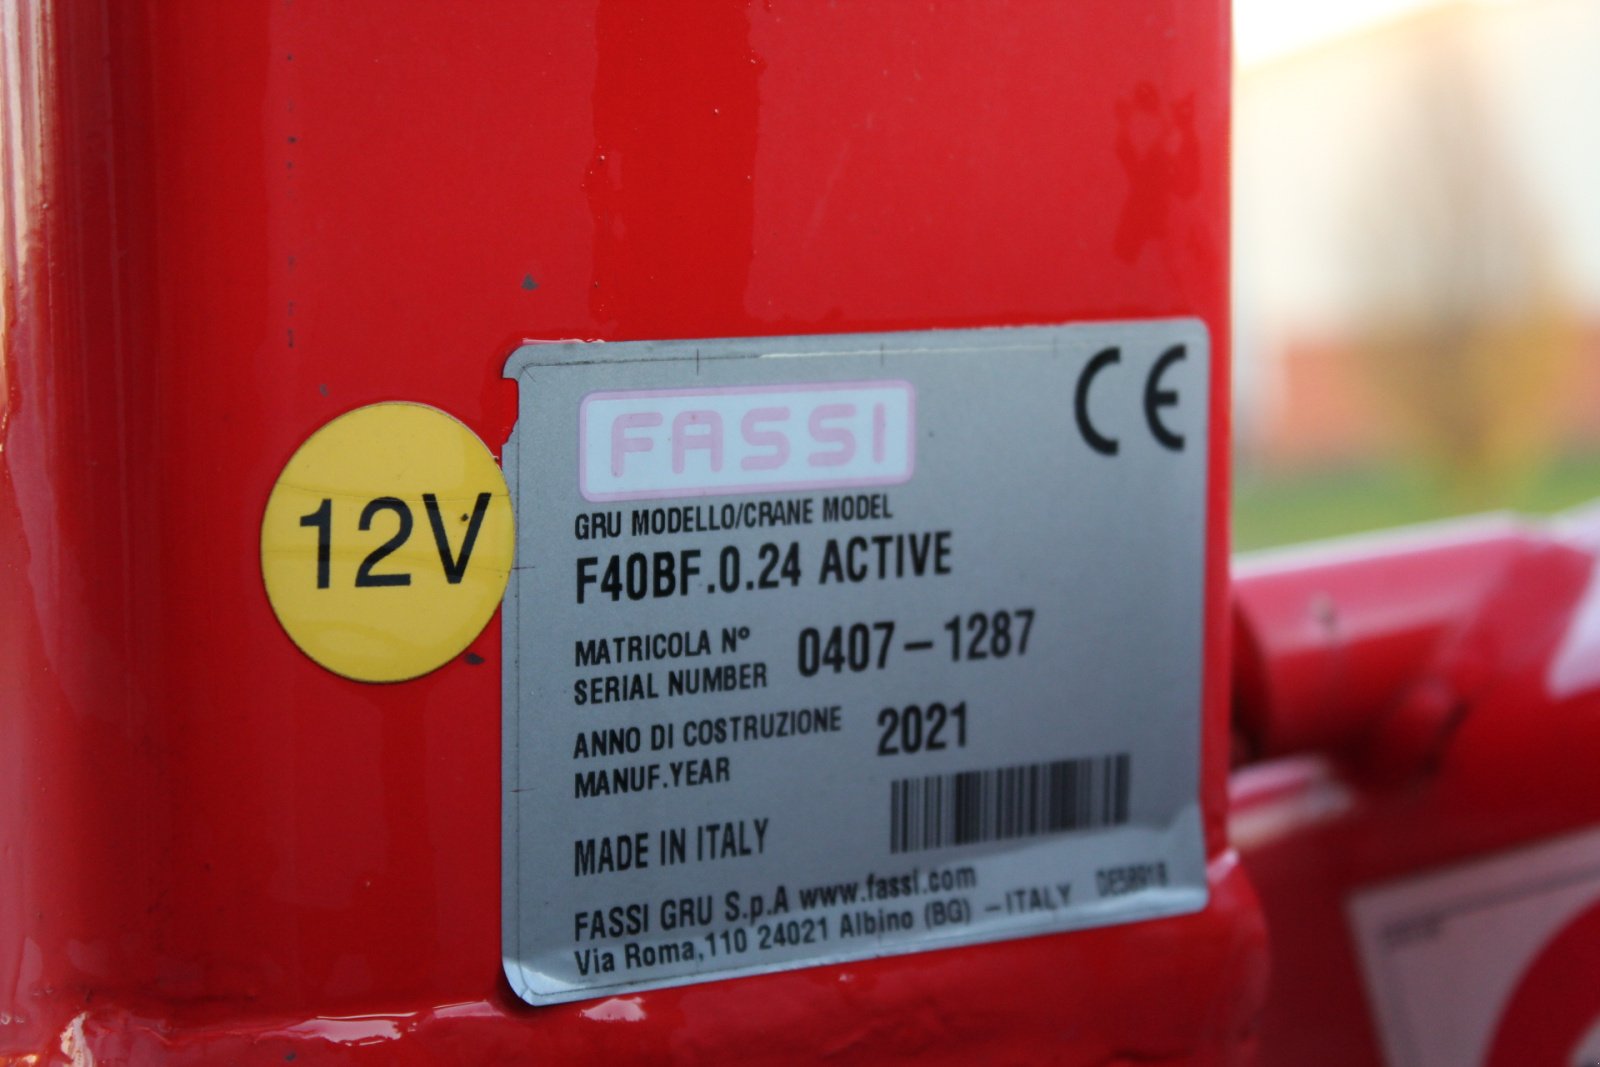 12V
FASSI
CE
GRU MODELLO/CRANE MODEL
F40BF.0.24 ACTIVE
MATRICOLA N°
SERIAL NUMBER
0407-1287
ANNO DI COSTRUZIONE
MANUF.YEAR
2021
MADE IN ITALY
FASSI GRU S.p.A www.fassi.com
Via Roma,110 24021 Albino (BG) -ITALY